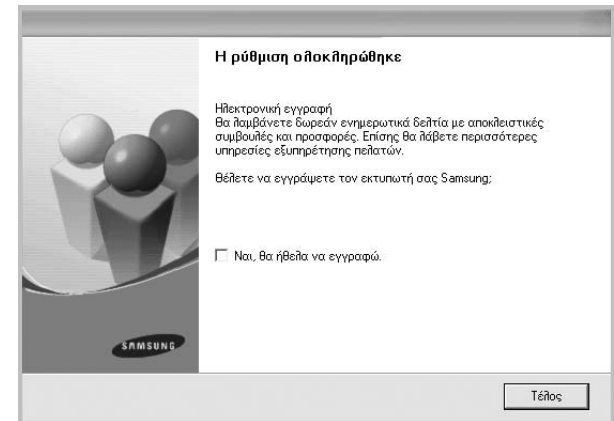 Η ρύθμιση ολοκληρώθηκε
Ηλεκτρονική εγγραφή
Θα λαμβάνετε δωρεάν ενημερωτικά δελτία με αποκλειστικές
συμβουλές και προσφορές. Επίσης θα λάβετε περισσότερες
υπηρεσίες εξυπηρέτησης πελατών.
Θέλετε να εγγράψετε τον εκτυπωτή σας Samsung;
Ναι, θα ήθελα να εγγραφώ.
SAMSUNG
Τέλος